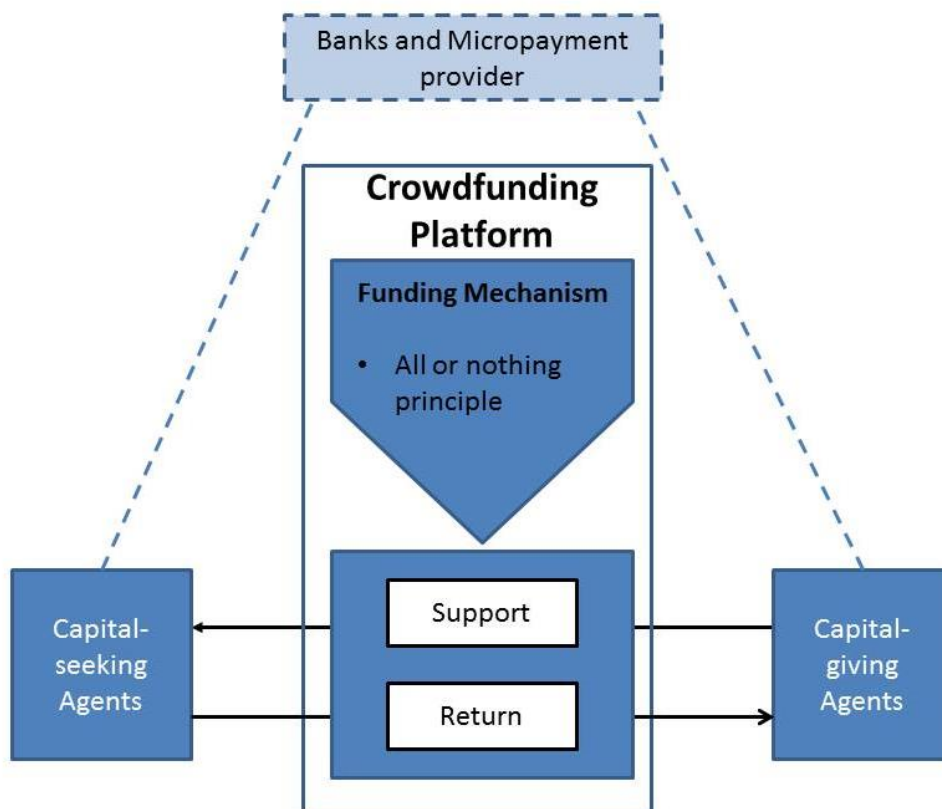 Banks and Micropayment
provider
Crowdfunding
Platform
Funding Mechanism
• All or nothing
principle
Support
Return
Capital-
seeking
Agents
Capital-
giving
Agents